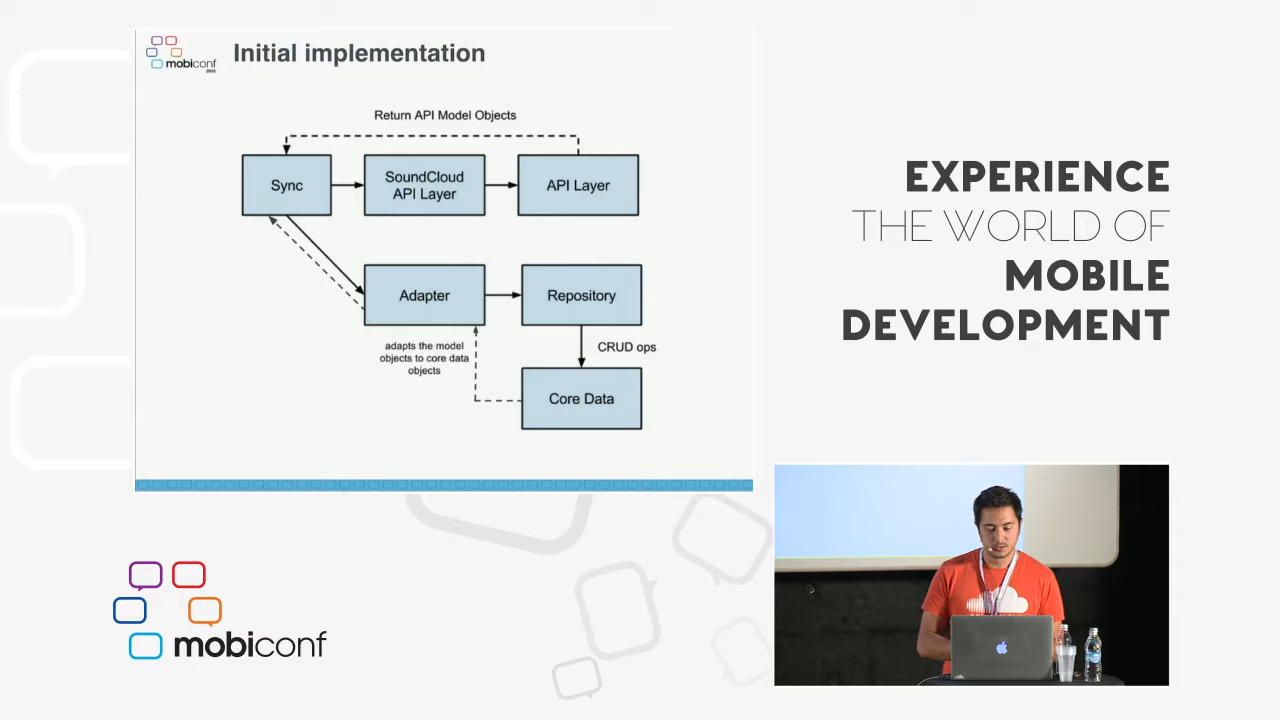 mobiconf
2015
Initial implementation
Return API Model Objects
Sync
SoundCloud
API Layer
API Layer
Adapter
Repository
adapts the model
objects to core data
objects
CRUD ops
Core Data
EXPERIENCE
THE WORLD OF
MOBILE
DEVELOPMENT
mobiconf